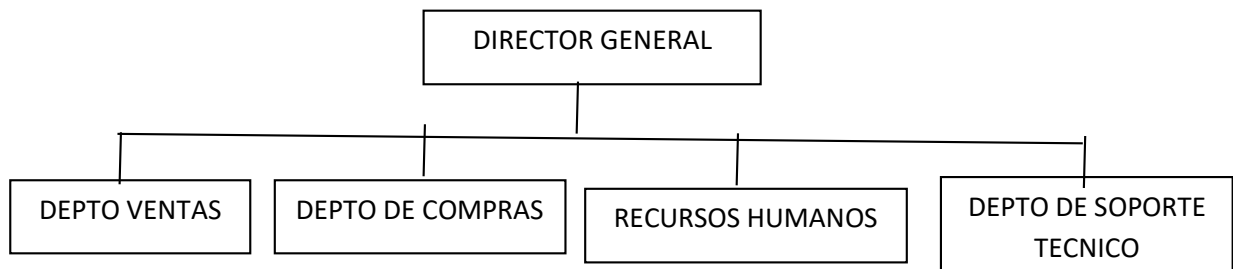 DIRECTOR GENERAL
DEPTO VENTAS
DEPTO DE COMPRAS
RECURSOS HUMANOS
DEPTO DE SOPORTE
TECNICO